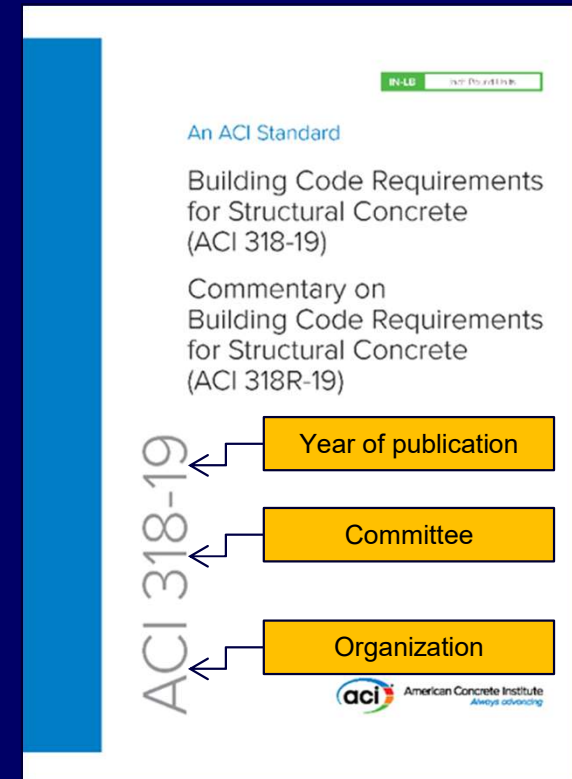 IN-LB Inch-Pound Units
An ACI Standard
Building Code Requirements
for Structural Concrete
(ACI 318-19)
Commentary on
Building Code Requirements
for Structural Concrete
(ACI 318R-19)
ACI 318-19
Year of publication
Committee
Organization
aci American Concrete Institute
Always advancing